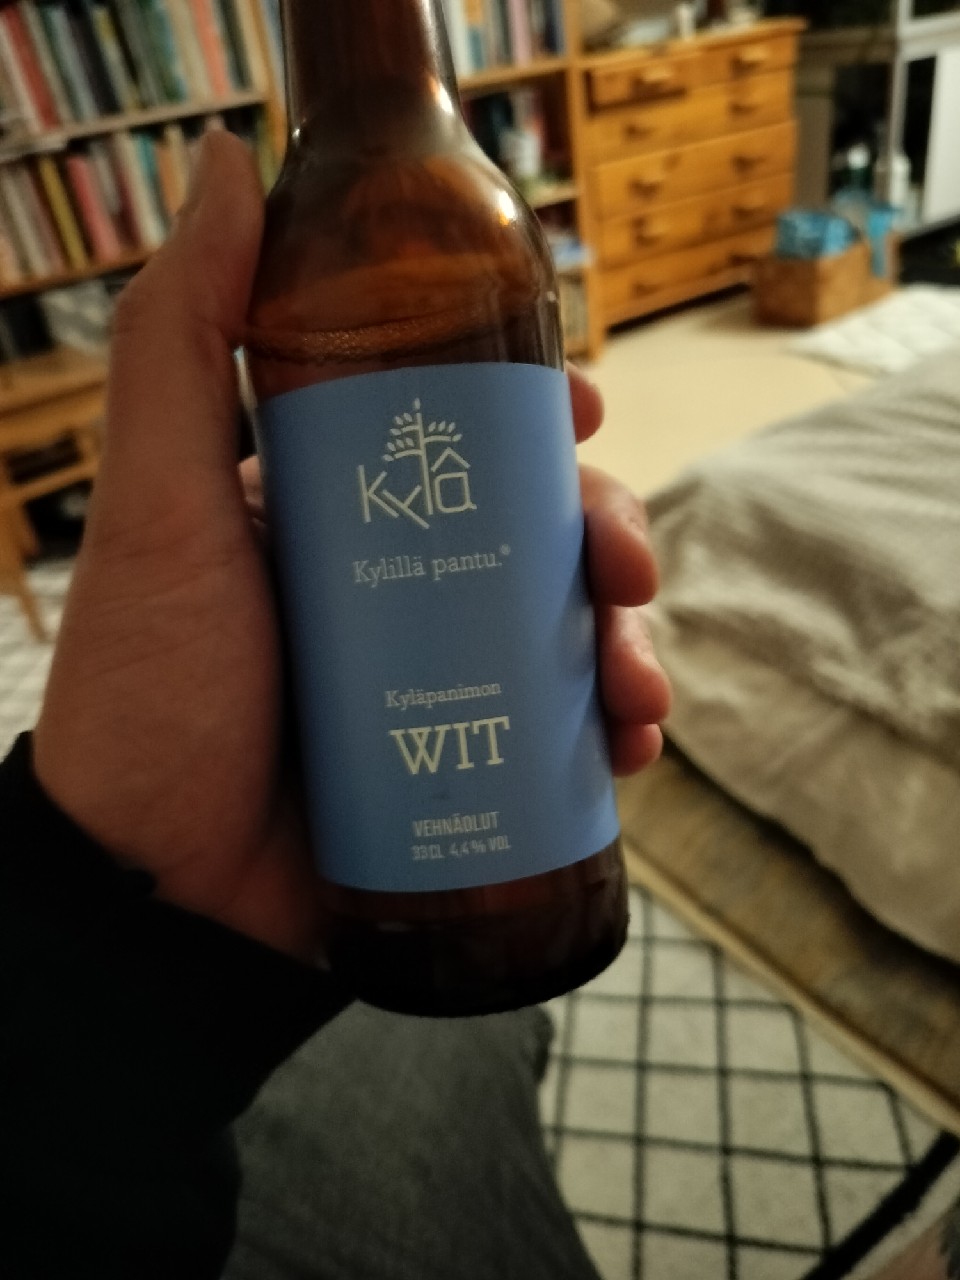 Kylä
Kylillä pantu.®
Kyläpanimon
WIT
VEHNÄOLUT
33 CL 4,4 % VOL